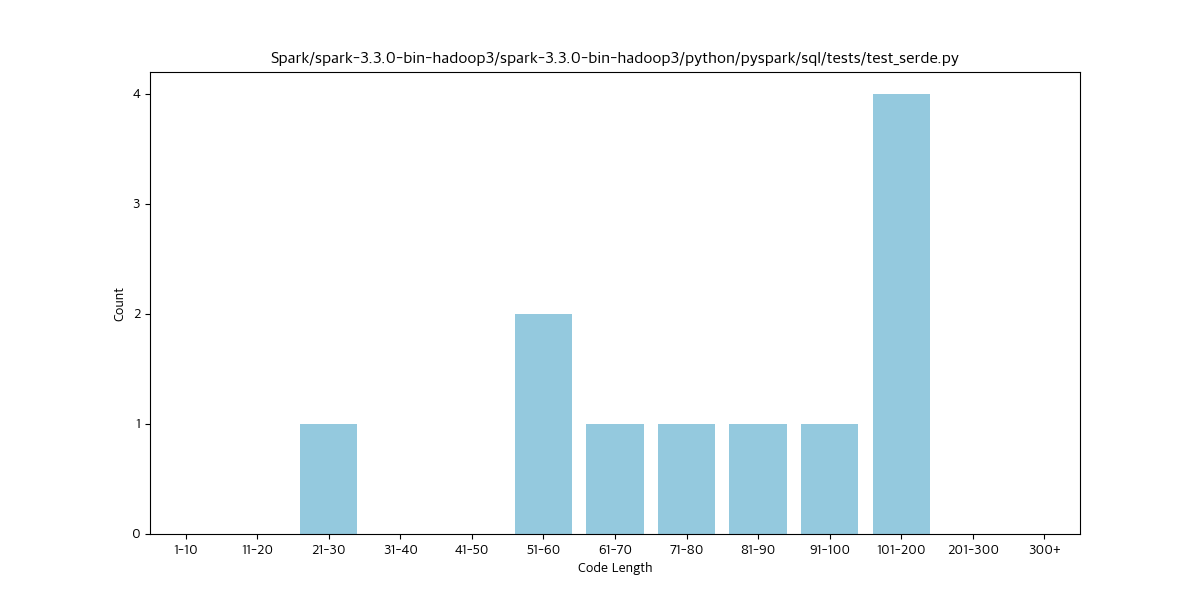 Spark/spark-3.3.0-bin-hadoop3/spark-3.3.0-bin-hadoop3/python/pyspark/sql/tests/test_serde.py
4
3
2
1
0
Count
1-10 11-20 21-30 31-40 41-50 51-60 61-70 71-80 81-90 91-100 101-200 201-300 300+
Code Length